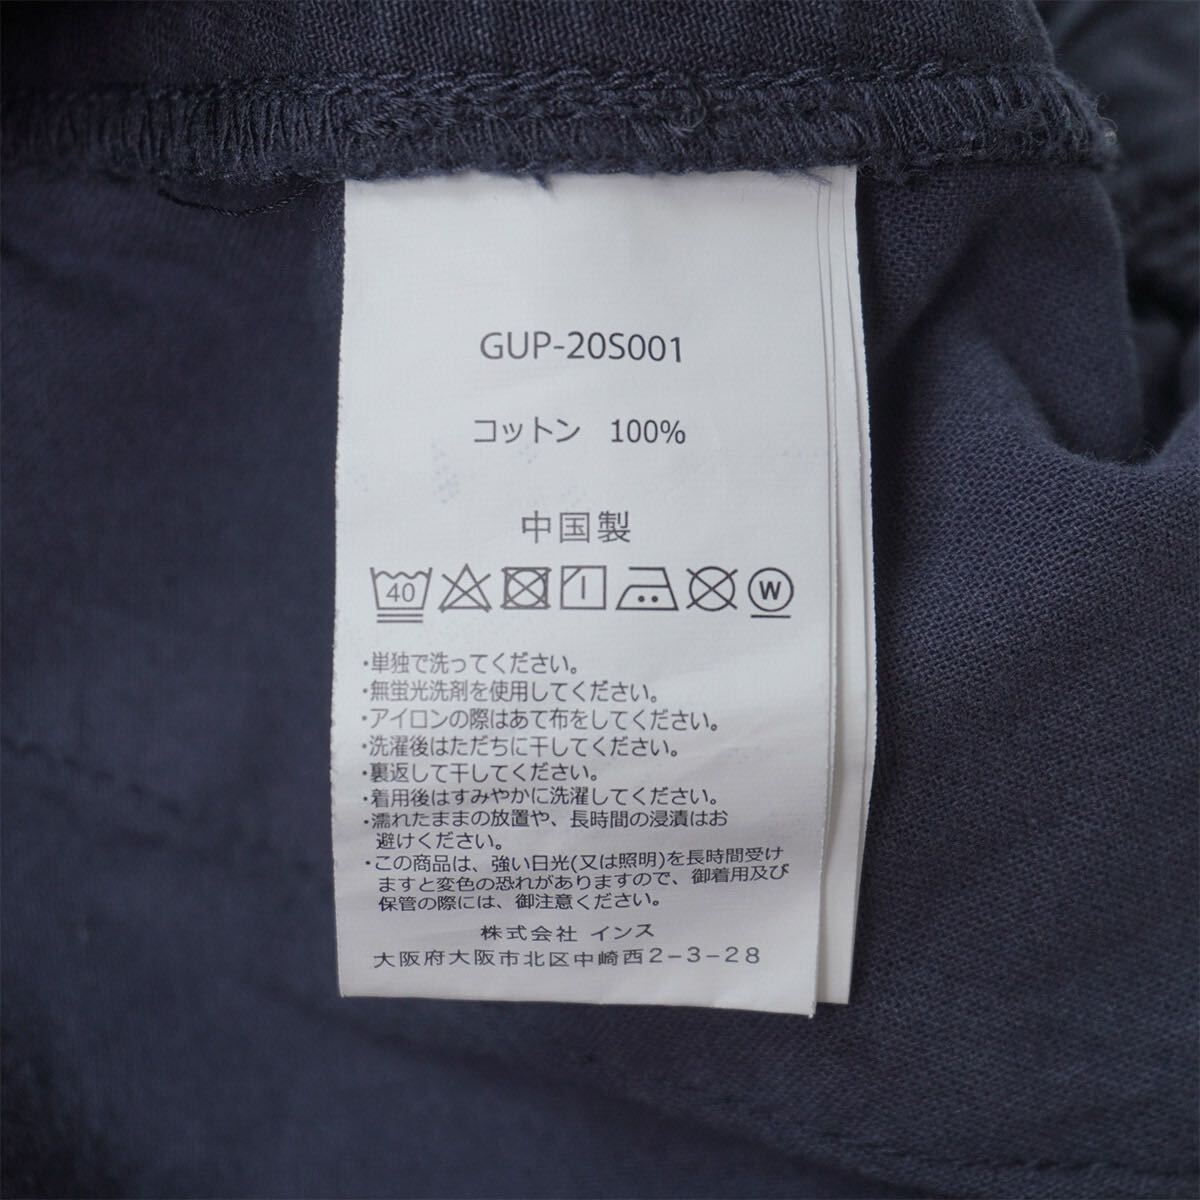 GUP-20S001
コットン 100%
中国製
40 W
・単独で洗ってください。
・無蛍光洗剤を使用してください。
・アイロンの際はあて布をしてください。
・洗濯後はただちに干してください。
・裏返して干してください。
・着用後はすみやかに洗濯してください。
・濡れたままの放置や、長時間の浸漬はお
避けください。
・この商品は、強い日光(又は照明)を長時間受け
ますと変色の恐れがありますので、御着用及び
保管の際には、御注意ください。
株式会社 インス
大阪府大阪市北区中崎西2-3-28